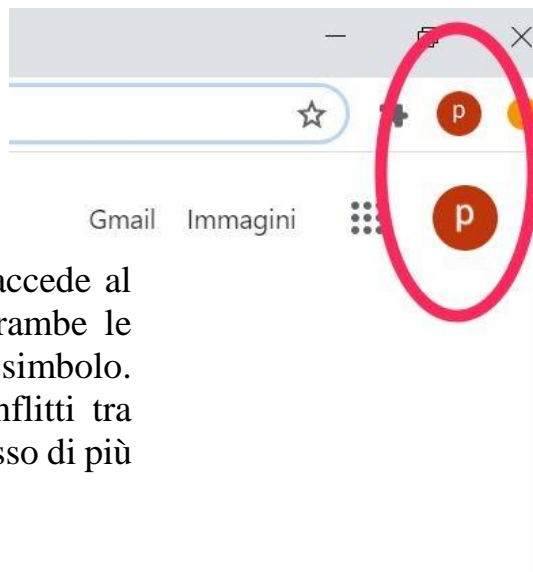 p
Gmail Immagini p
accede al
rambe le
simbolo.
nflitti tra
sso di più